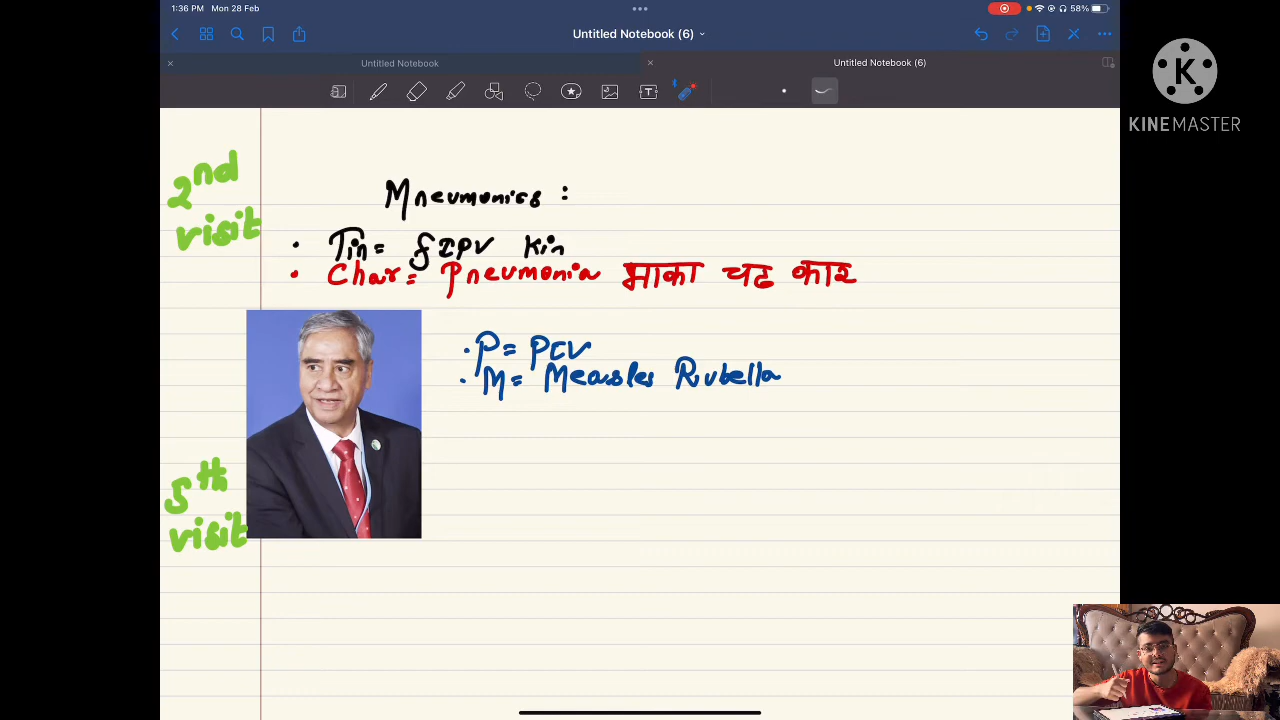 1:36 PM Mon 28 Feb
58%
Untitled Notebook (6)
Untitled Notebook
Untitled Notebook (6)
K
KINEMASTER
2nd
visit
Mneumonics :
• Tin = fIPV Kin
• Char = Pneumonia भाका चढ काश
• P = PCV
• M = Measles Rubella
5th
visit